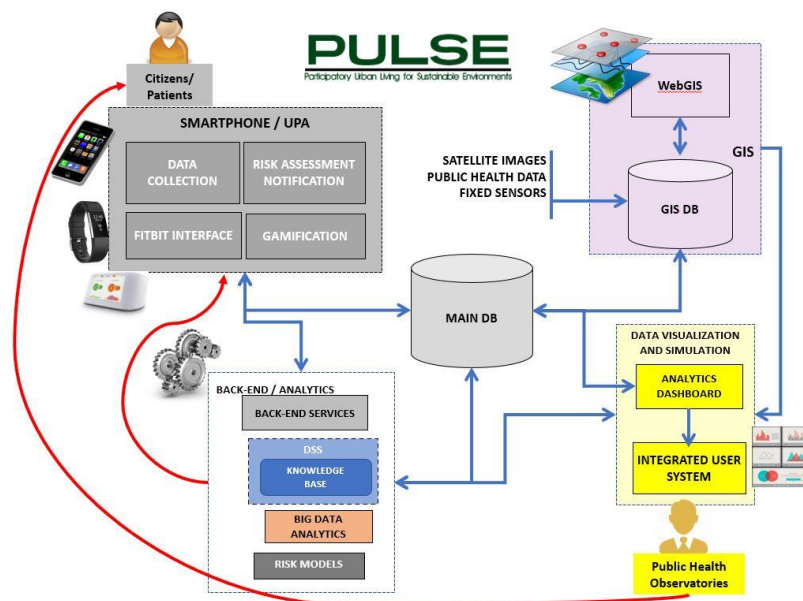 PULSE
Participatory Urban Living for Sustainable Environments
Citizens/
Patients
SMARTPHONE / UPA
DATA
COLLECTION
RISK ASSESSMENT
NOTIFICATION
FITBIT INTERFACE
GAMIFICATION
WebGIS
GIS
SATELLITE IMAGES
PUBLIC HEALTH DATA
FIXED SENSORS
GIS DB
MAIN DB
DATA VISUALIZATION
AND SIMULATION
ANALYTICS
DASHBOARD
INTEGRATED USER
SYSTEM
BACK-END / ANALYTICS
BACK-END SERVICES
DSS
KNOWLEDGE
BASE
BIG DATA
ANALYTICS
RISK MODELS
Public Health
Observatories